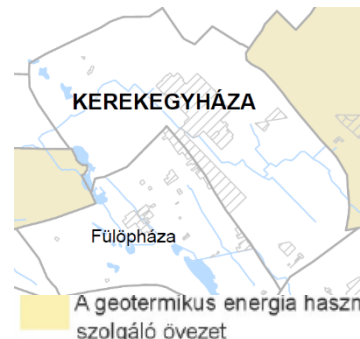 KEREKEGYHÁZA
Fülöpháza
A geotermikus energia haszn
szolgáló övezet